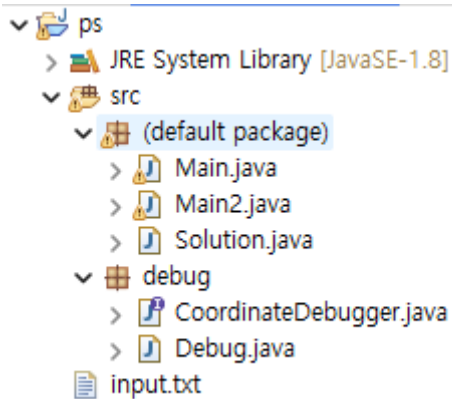 ps
JRE System Library [JavaSE-1.8]
src
(default package)
Main.java
Main2.java
Solution.java
debug
CoordinateDebugger.java
Debug.java
input.txt